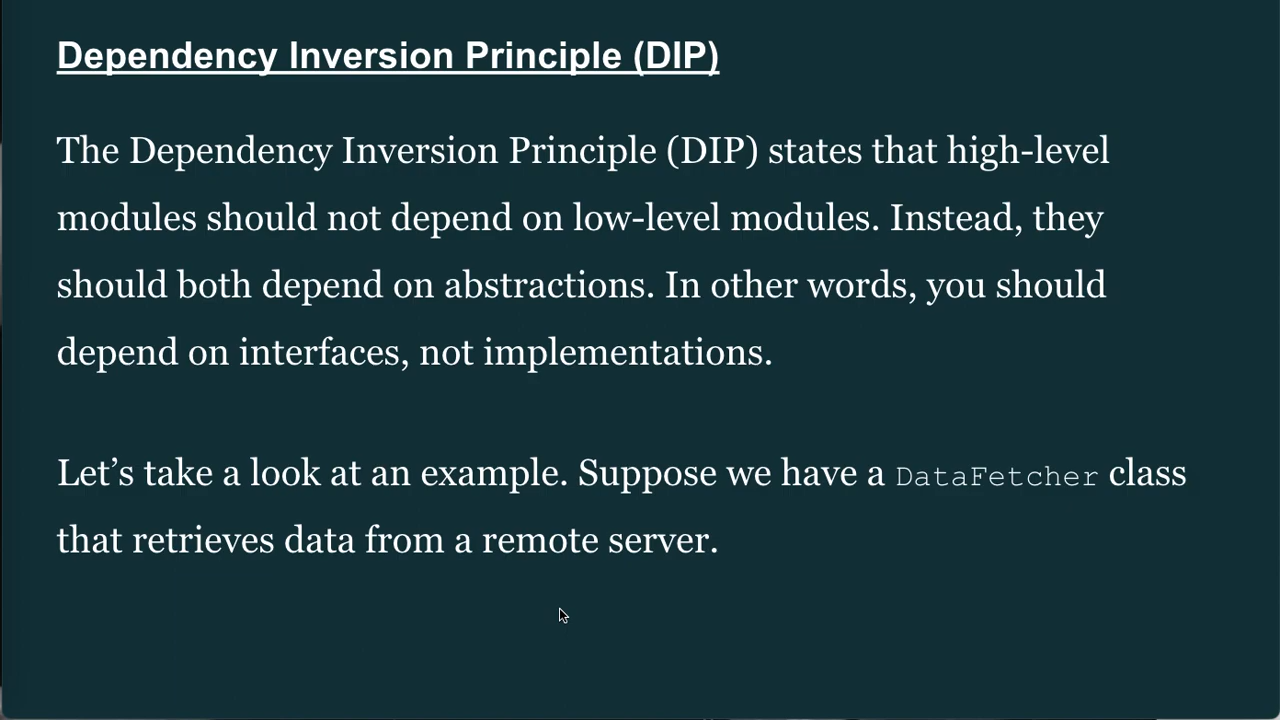 Dependency Inversion Principle (DIP)
The Dependency Inversion Principle (DIP) states that high-level
modules should not depend on low-level modules. Instead, they
should both depend on abstractions. In other words, you should
depend on interfaces, not implementations.
Let’s take a look at an example. Suppose we have a DataFetcher class
that retrieves data from a remote server.